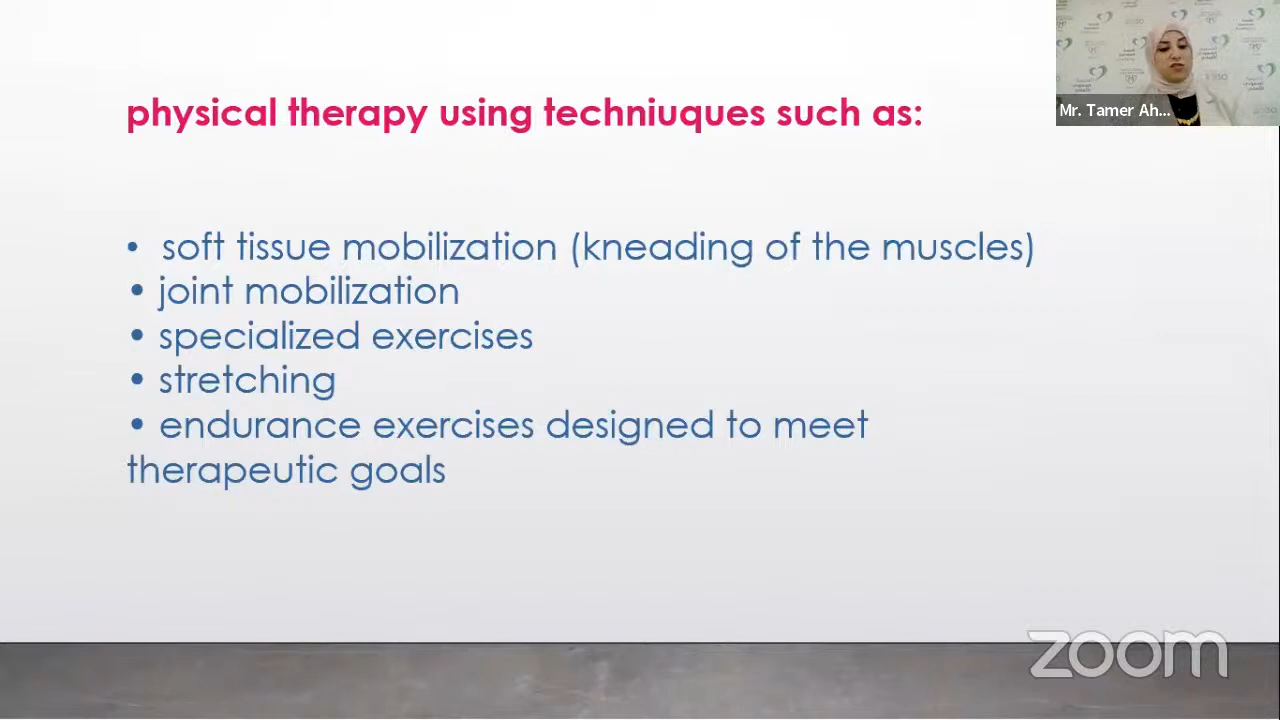 physical therapy using techniuques such as:
• soft tissue mobilization (kneading of the muscles)
• joint mobilization
• specialized exercises
• stretching
• endurance exercises designed to meet
therapeutic goals
Mr. Tamer Ah...
zoom